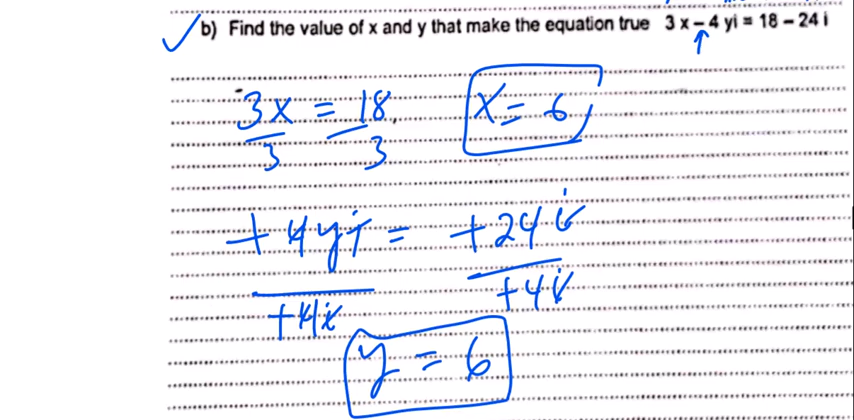 b) Find the value of x and y that make the equation true 3 x – 4 yi = 18 – 24 i
3x = 18 x = 6
3 3
+ 4yi = + 24i
+4i +4i
y = 6